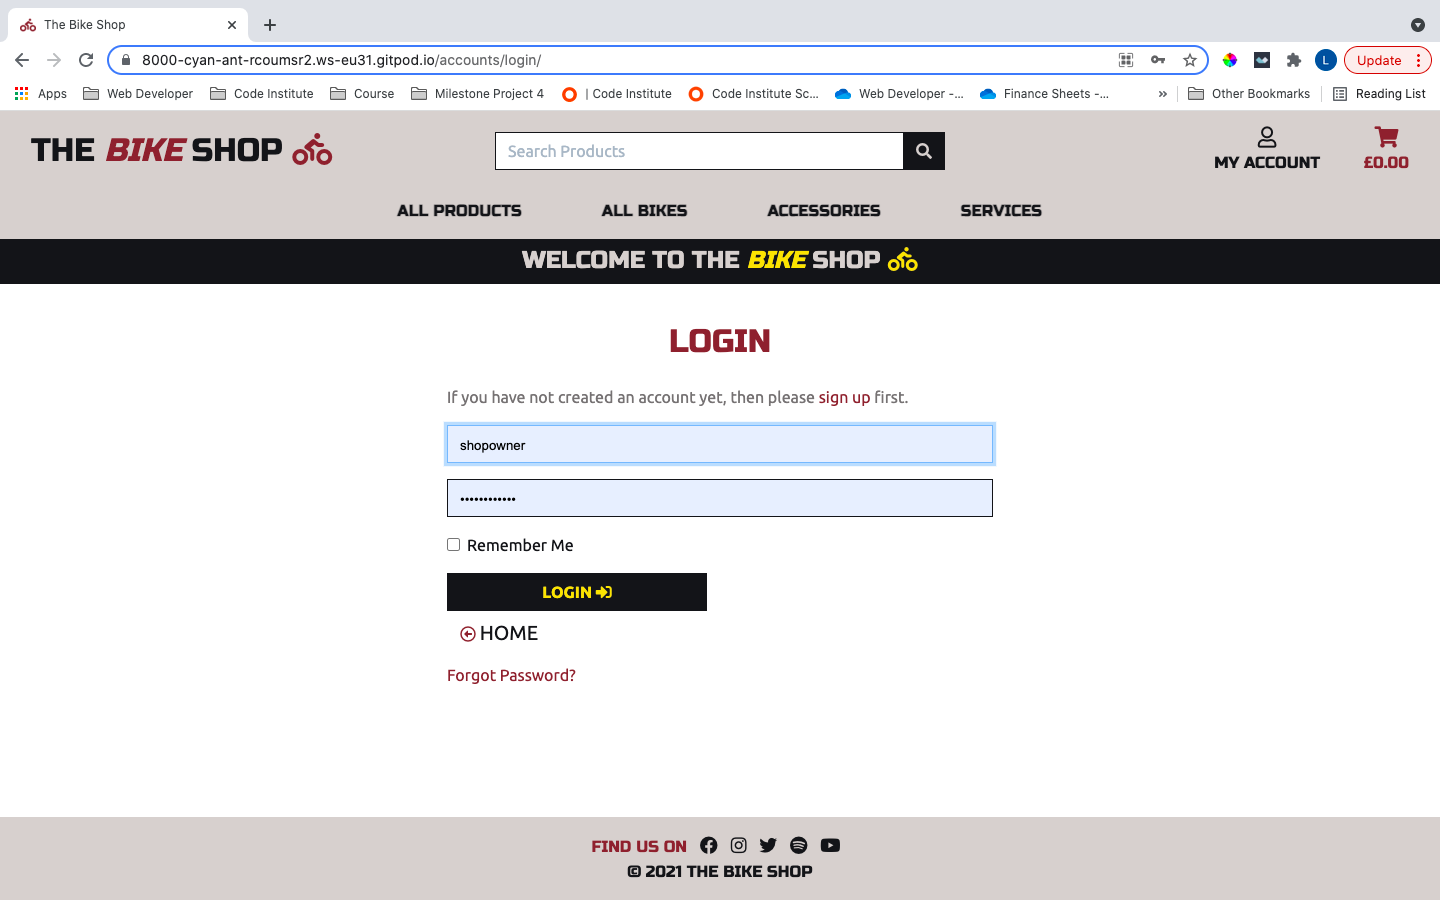 The Bike Shop
8000-cyan-ant-rcoumsr2.ws-eu31.gitpod.io/accounts/login/
L
Update
Apps
Web Developer
Code Institute
Course
Milestone Project 4
| Code Institute
Code Institute Sc...
Web Developer -...
Finance Sheets -...
»
Other Bookmarks
Reading List
THE BIKE SHOP
Search Products
MY ACCOUNT
£0.00
ALL PRODUCTS
ALL BIKES
ACCESSORIES
SERVICES
WELCOME TO THE BIKE SHOP
LOGIN
If you have not created an account yet, then please sign up first.
shopowner
••••••••••••
Remember Me
LOGIN
HOME
Forgot Password?
FIND US ON
© 2021 THE BIKE SHOP